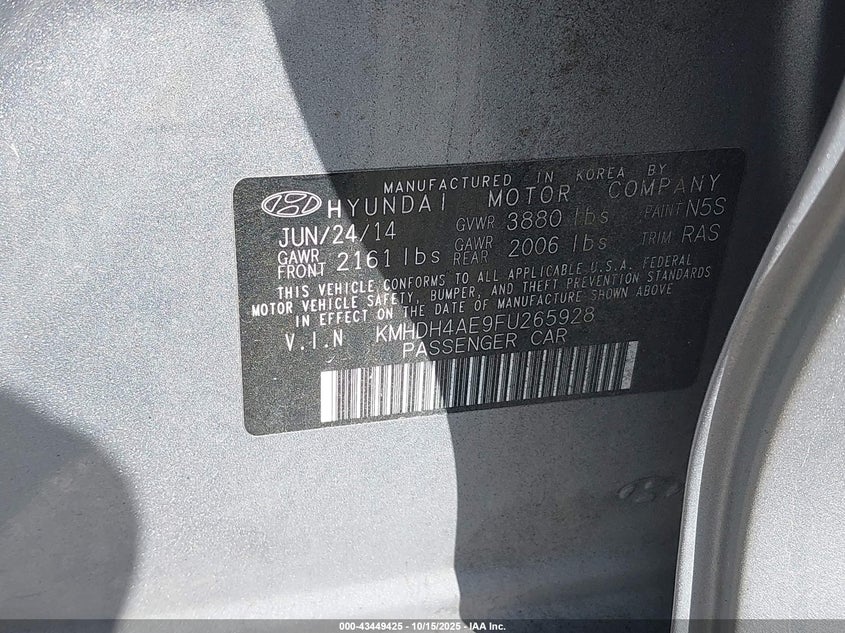 MANUFACTURED IN KOREA BY
HYUNDAI MOTOR COMPANY
JUN/24/14 GVWR 3880 lbs PAINT N5S
GAWR FRONT 2161 lbs GAWR REAR 2006 lbs TRIM RAS
THIS VEHICLE CONFORMS TO ALL APPLICABLE U.S.A. FEDERAL
MOTOR VEHICLE SAFETY, BUMPER, AND THEFT PREVENTION STANDARDS
IN EFFECT ON THE DATE OF MANUFACTURE SHOWN ABOVE
V.I.N KMHDH4AE9FU265928
PASSENGER CAR
000-43449425 - 10/15/2025 - IAA Inc.